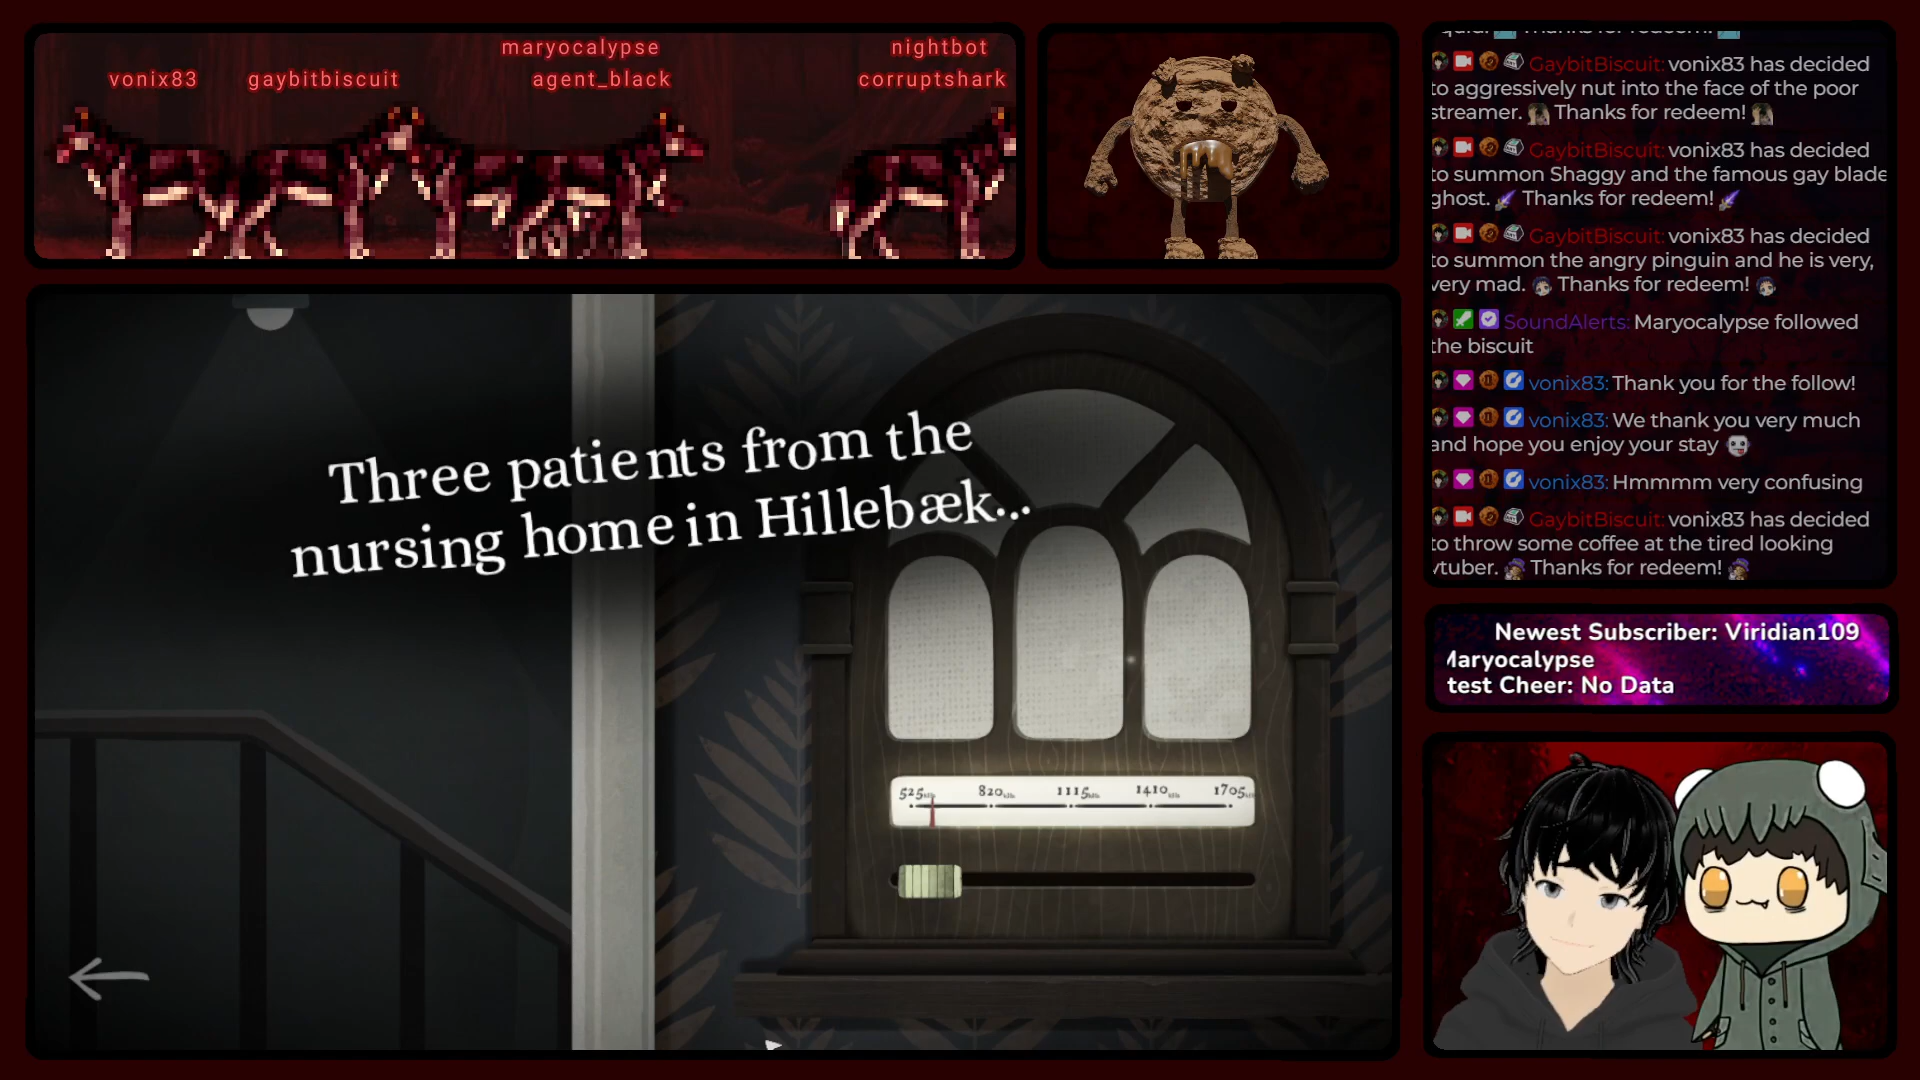 vonix83
gaybitbiscuit
maryocalypse
agent_black
nightbot
corruptshark
Three patients from the
nursing home in Hillebæk...
525
820
1115
1410
1705
Thanks for redeem!
GaybitBiscuit: vonix83 has decided
to aggressively nut into the face of the poor
streamer. Thanks for redeem!
GaybitBiscuit: vonix83 has decided
to summon Shaggy and the famous gay blade
ghost. Thanks for redeem!
GaybitBiscuit: vonix83 has decided
to summon the angry pinguin and he is very,
very mad. Thanks for redeem!
SoundAlerts: Maryocalypse followed
the biscuit
vonix83: Thank you for the follow!
vonix83: We thank you very much
and hope you enjoy your stay
vonix83: Hmmmm very confusing
GaybitBiscuit: vonix83 has decided
to throw some coffee at the tired looking
vtuber. Thanks for redeem!
Newest Subscriber: Viridian109
Maryocalypse
test Cheer: No Data